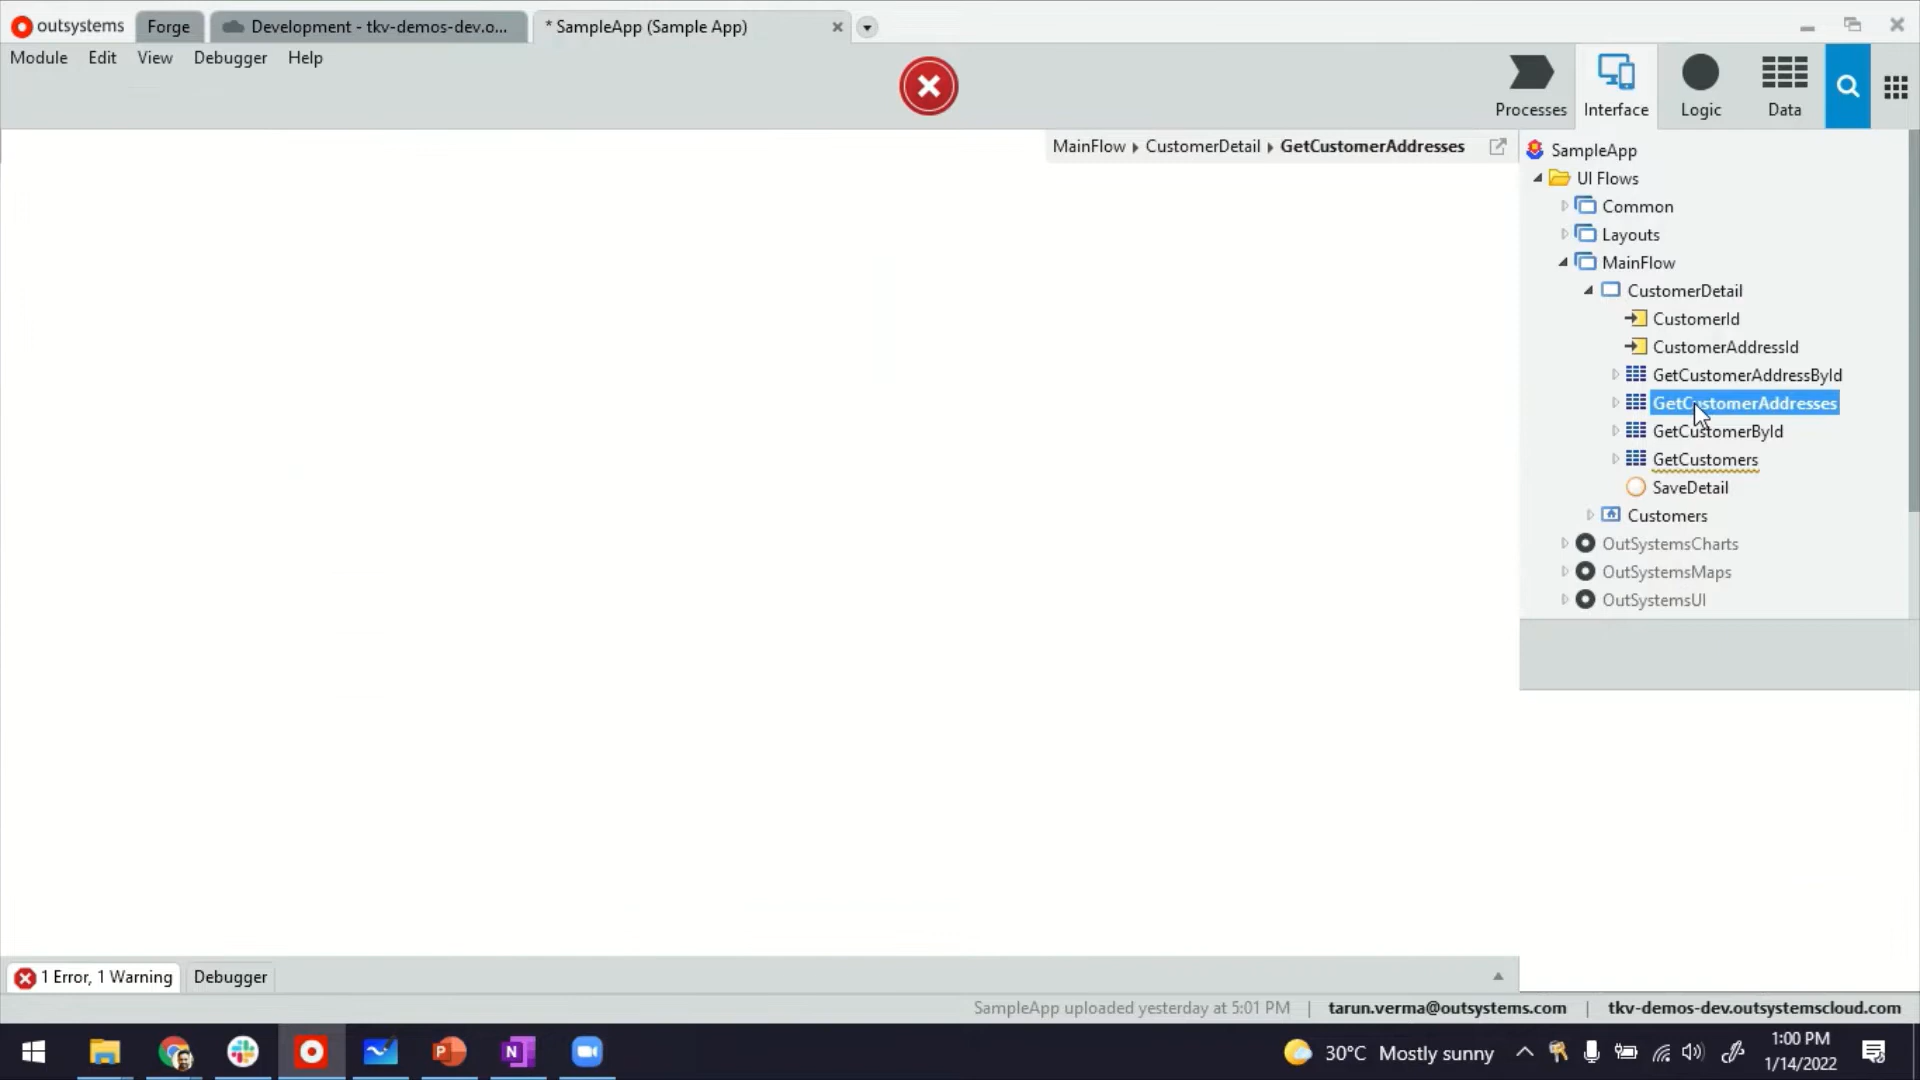 outsystems
Forge
Development - tkv-demos-dev.o...
* SampleApp (Sample App)
Module Edit View Debugger Help
Processes
Interface
Logic
Data
MainFlow CustomerDetail GetCustomerAddresses
SampleApp
UI Flows
Common
Layouts
MainFlow
CustomerDetail
CustomerId
CustomerAddressId
GetCustomerAddressById
GetCustomerAddresses
GetCustomerById
GetCustomers
SaveDetail
Customers
OutSystemsCharts
OutSystemsMaps
OutSystemsUI
1 Error, 1 Warning
Debugger
SampleApp uploaded yesterday at 5:01 PM | tarun.verma@outsystems.com | tkv-demos-dev.outsystemscloud.com
30°C Mostly sunny
1:00 PM
1/14/2022